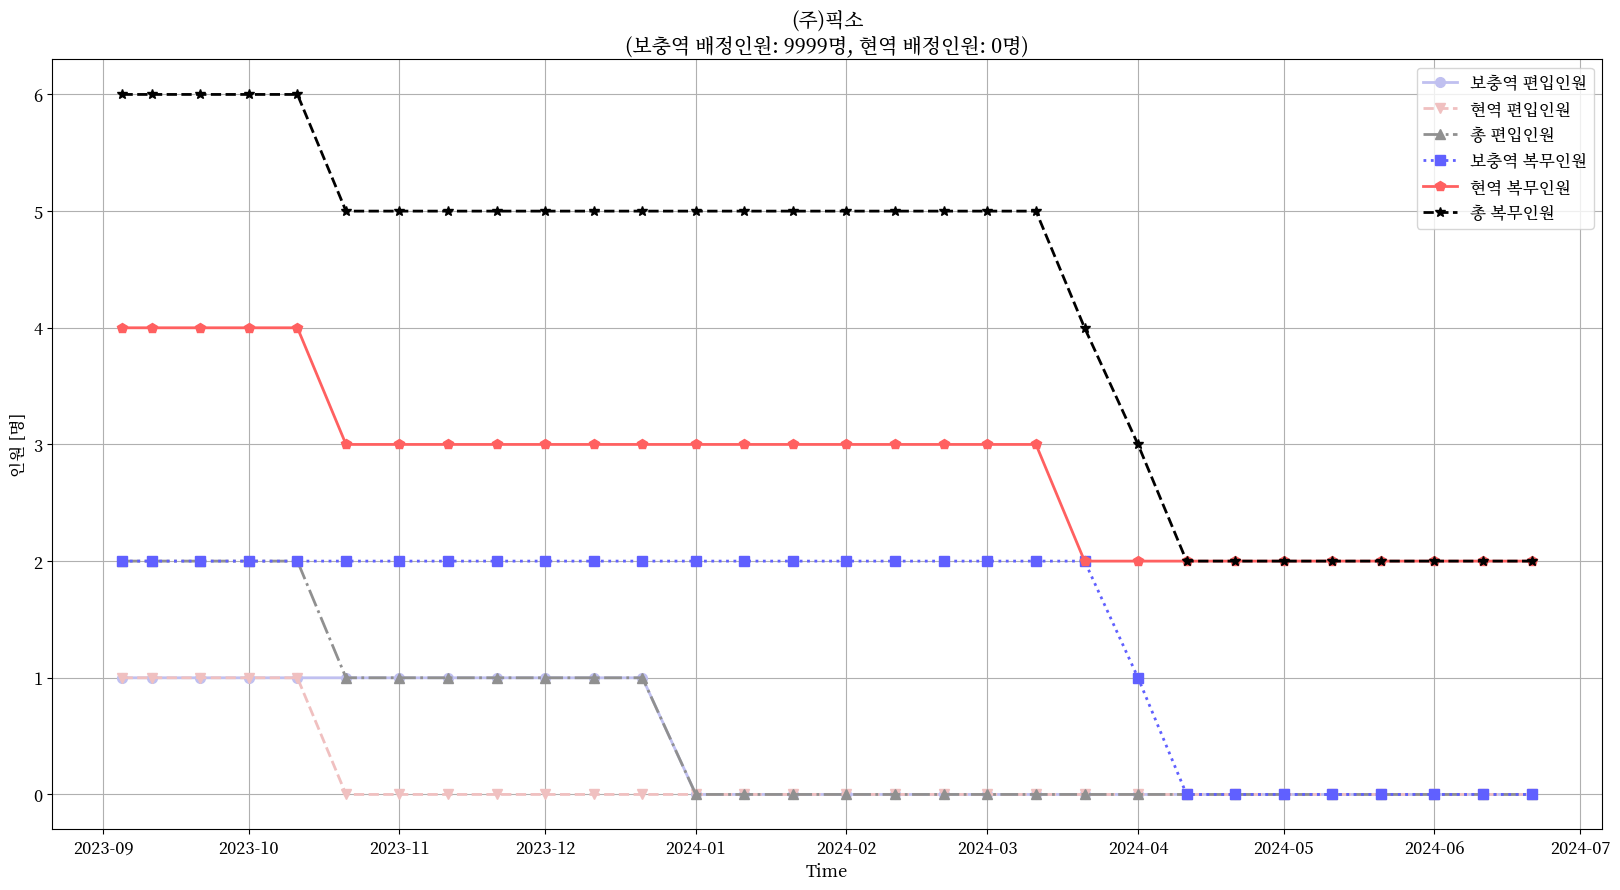 (주)픽소
(보충역 배정인원: 9999명, 현역 배정인원: 0명)
보충역 편입인원
현역 편입인원
총 편입인원
보충역 복무인원
현역 복무인원
총 복무인원
인원 [명]
6
5
4
3
2
1
0
2023-09 2023-10 2023-11 2023-12 2024-01 2024-02 2024-03 2024-04 2024-05 2024-06 2024-07
Time